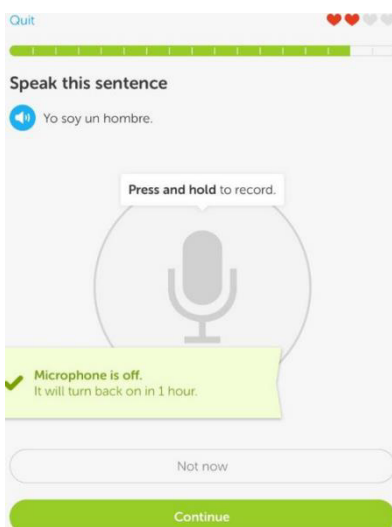 Quit
Speak this sentence
Yo soy un hombre.
Press and hold to record.
Microphone is off.
It will turn back on in 1 hour.
Not now
Continue